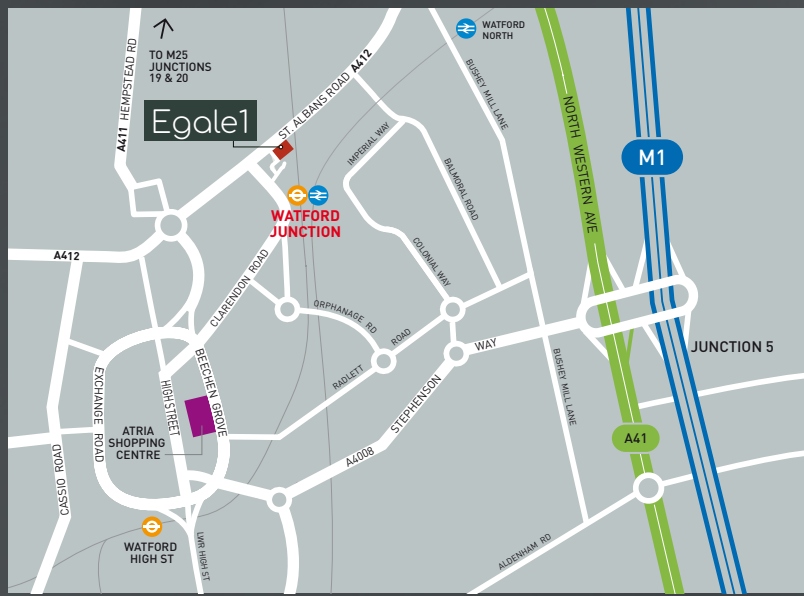 WATFORD
NORTH
TO M25
JUNCTIONS
19 & 20
A411 HEMPSTEAD RD
Egale1
ST. ALBANS ROAD A412
BUSHEY MILL LANE
NORTH WESTERN AVE
M1
IMPERIAL WAY
BALMORAL ROAD
WATFORD
JUNCTION
A412
COLONIAL WAY
CLARENDON ROAD
ORPHANAGE RD
RADLETT ROAD
STEPHENSON WAY
JUNCTION 5
BUSHEY MILL LANE
BEECHEN GROVE
HIGH STREET
EXCHANGE ROAD
ATRIA
SHOPPING
CENTRE
A41
A4008
CASSIO ROAD
WATFORD
HIGH ST
LWR HIGH ST
ALDENHAM RD